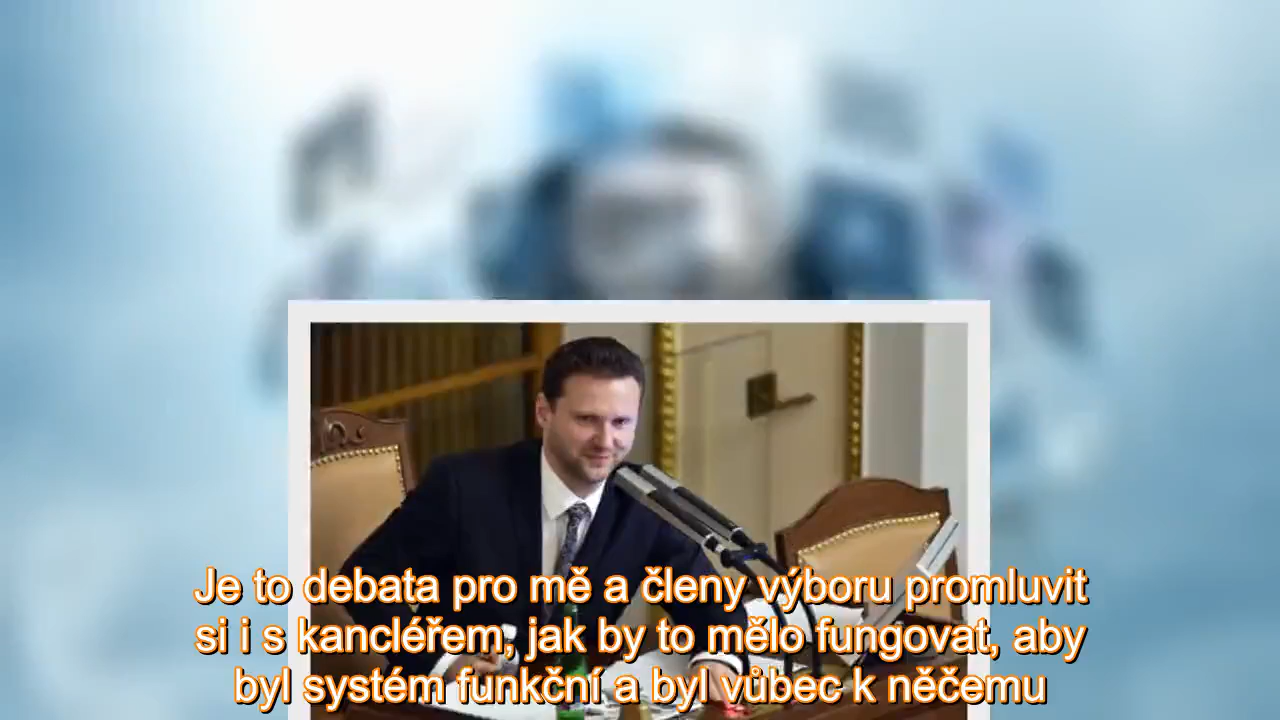 Je to debata pro mě a členy výboru promluvit
si i s kancléřem, jak by to mělo fungovat, aby
byl systém funkční a byl vůbec k něčemu